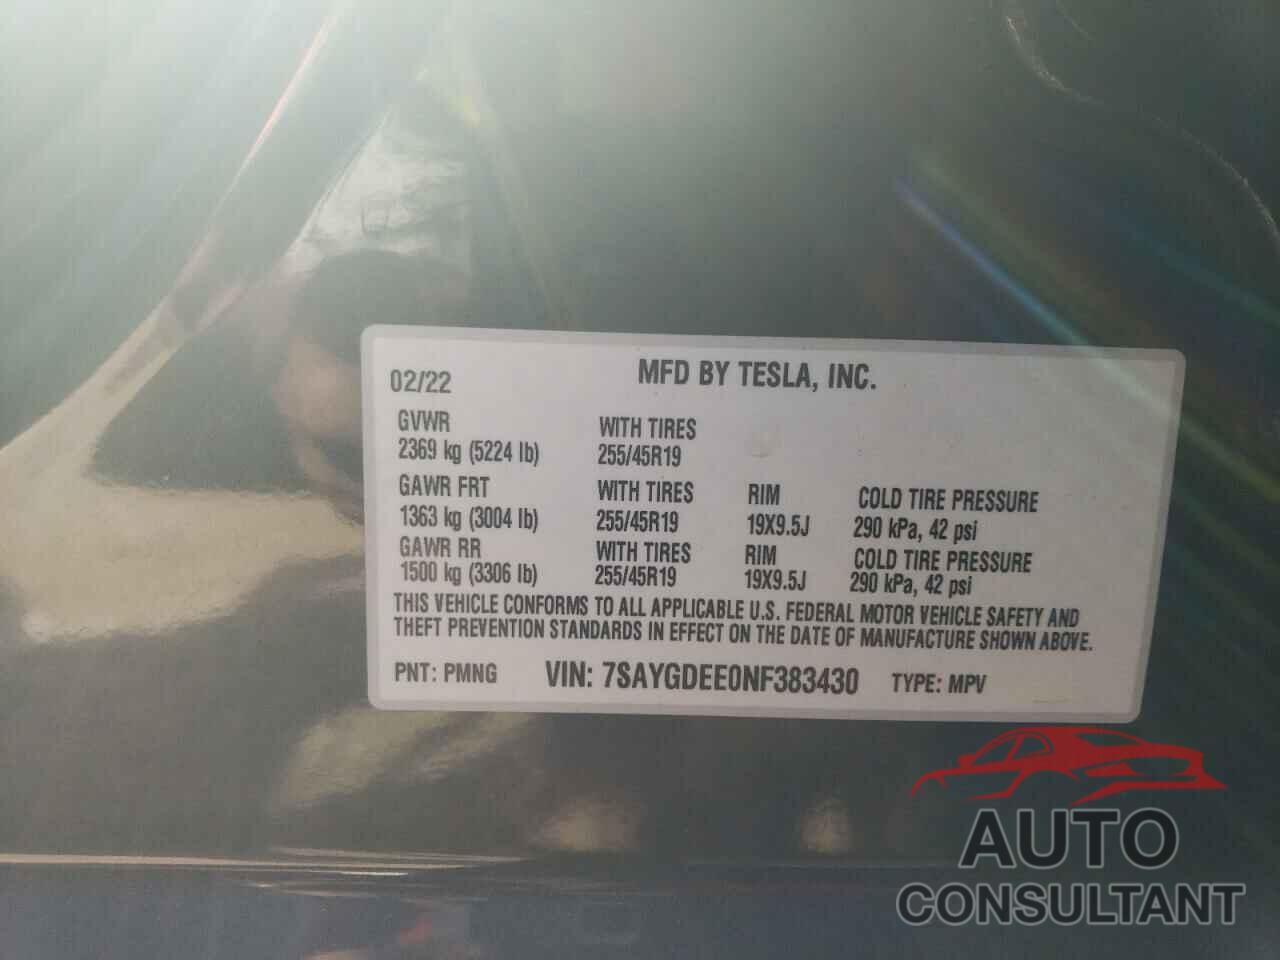 02/22 MFD BY TESLA, INC.
GVWR WITH TIRES
2369 kg (5224 lb) 255/45R19
GAWR FRT WITH TIRES RIM COLD TIRE PRESSURE
1363 kg (3004 lb) 255/45R19 19X9.5J 290 kPa, 42 psi
GAWR RR WITH TIRES RIM COLD TIRE PRESSURE
1500 kg (3306 lb) 255/45R19 19X9.5J 290 kPa, 42 psi
THIS VEHICLE CONFORMS TO ALL APPLICABLE U.S. FEDERAL MOTOR VEHICLE SAFETY AND
THEFT PREVENTION STANDARDS IN EFFECT ON THE DATE OF MANUFACTURE SHOWN ABOVE.
PNT: PMNG VIN: 7SAYGDEE0NF383430 TYPE: MPV
AUTO
CONSULTANT